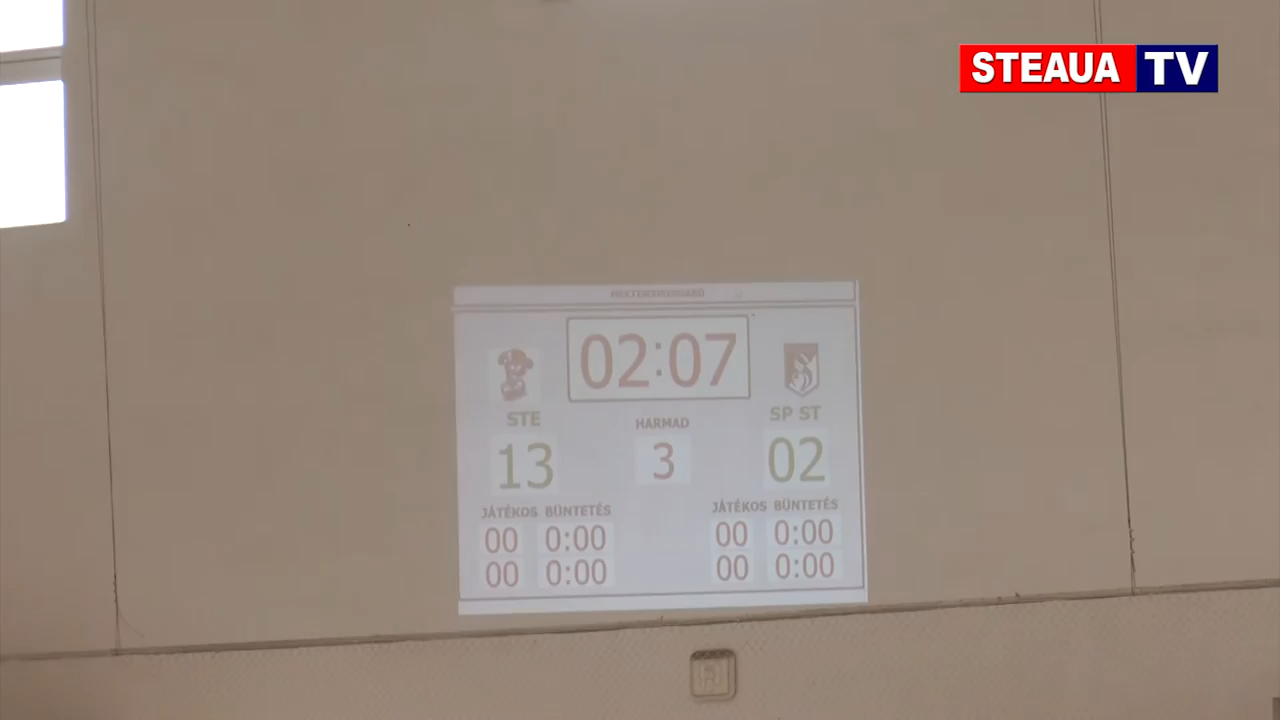 STEAUA TV
02:07
STE
HARMAD
SP ST
13
3
02
JÁTÉKOS BÜNTETÉS
JÁTÉKOS BÜNTETÉS
00 0:00
00 0:00
00 0:00
00 0:00